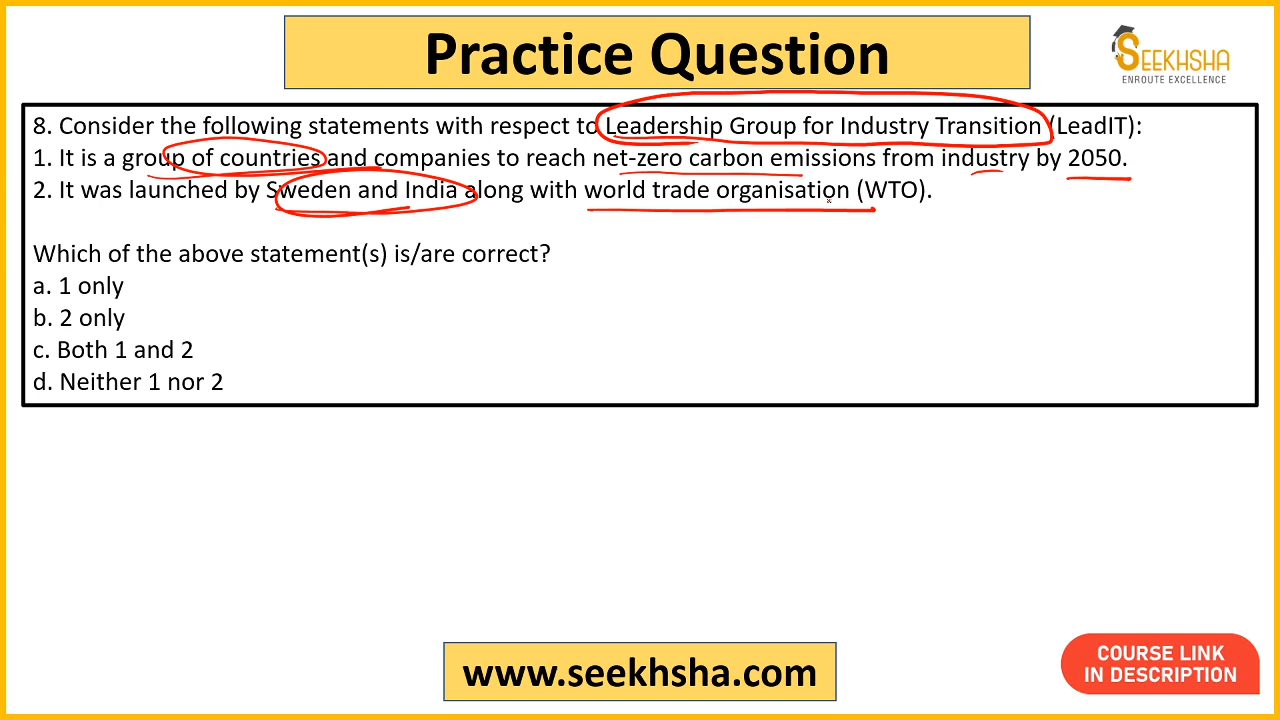 Practice Question
SEEKHSHA
ENROUTE EXCELLENCE
8. Consider the following statements with respect to Leadership Group for Industry Transition (LeadIT):
1. It is a group of countries and companies to reach net-zero carbon emissions from industry by 2050.
2. It was launched by Sweden and India along with world trade organisation (WTO).
Which of the above statement(s) is/are correct?
a. 1 only
b. 2 only
c. Both 1 and 2
d. Neither 1 nor 2
www.seekhsha.com
COURSE LINK
IN DESCRIPTION